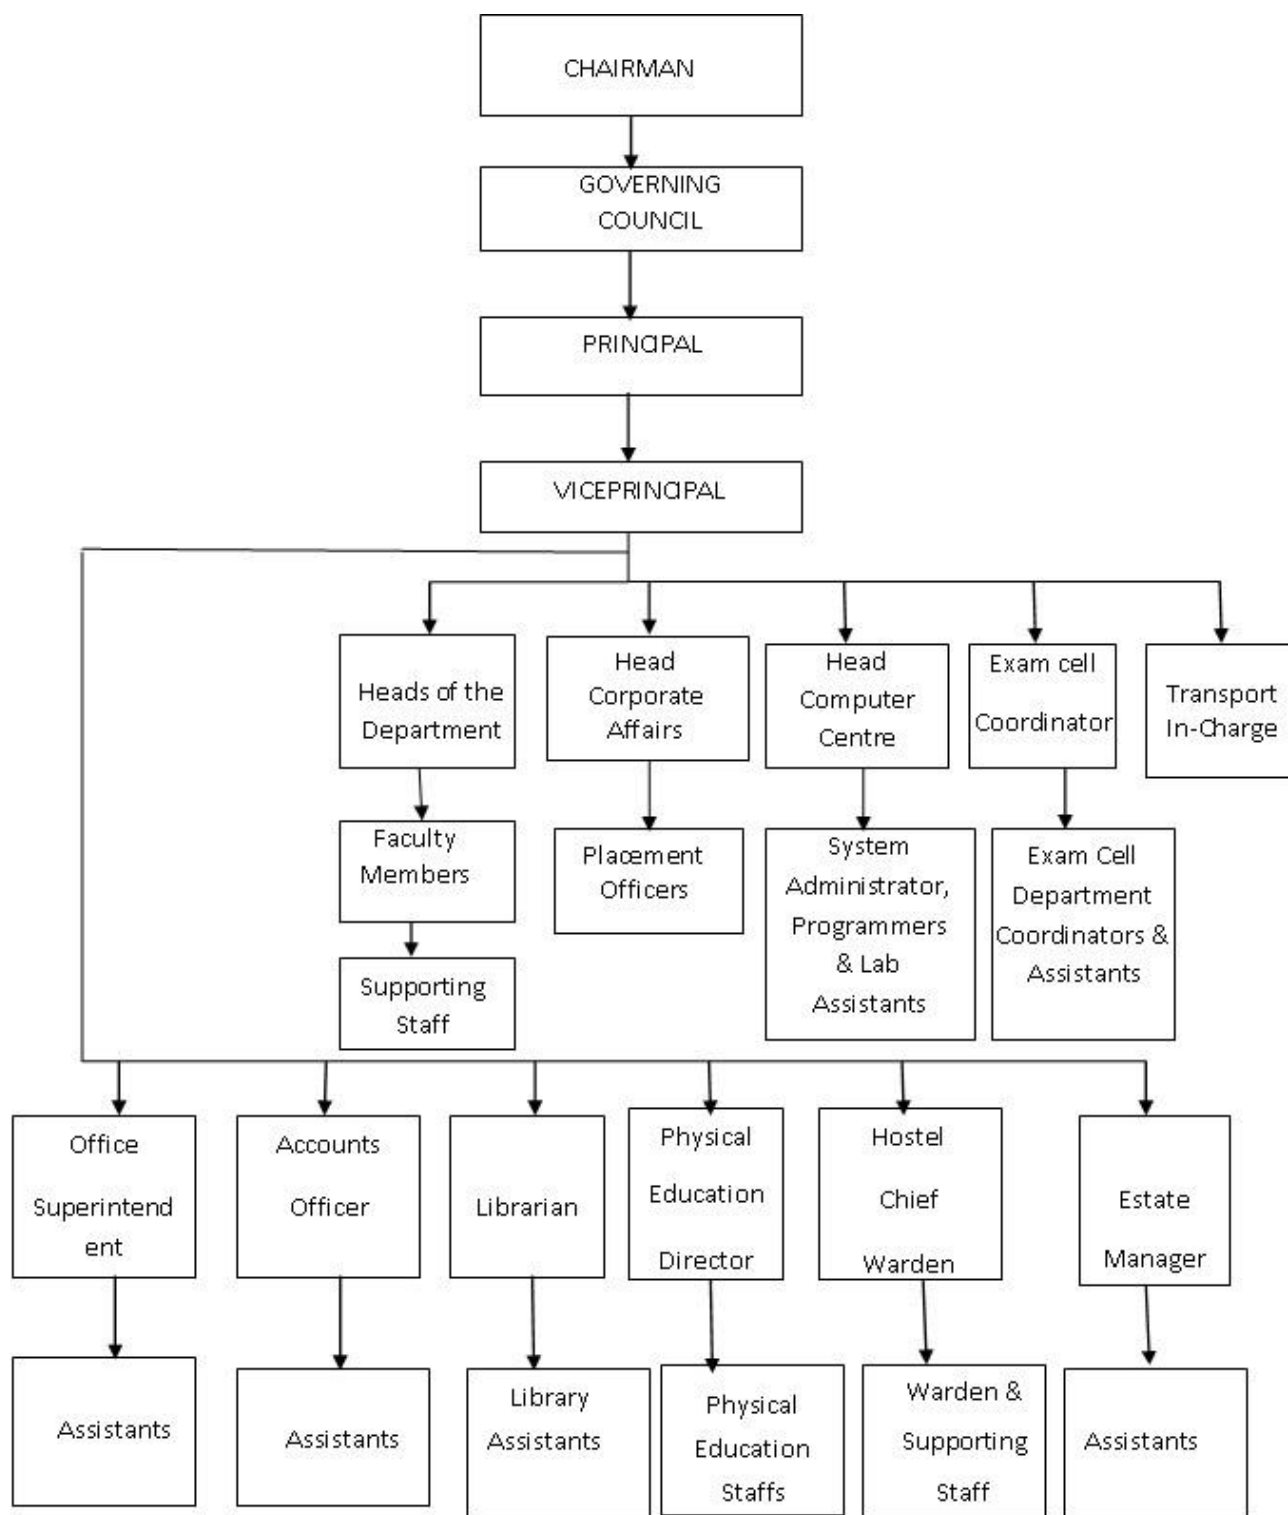 CHAIRMAN
GOVERNING
COUNCIL
PRINCIPAL
VICEPRINCIPAL
Heads of the
Department
Head
Corporate
Affairs
Head
Computer
Centre
Exam cell
Coordinator
Transport
In-Charge
Faculty
Members
Placement
Officers
System
Administrator,
Programmers
& Lab
Assistants
Exam Cell
Department
Coordinators &
Assistants
Supporting
Staff
Office
Superintend
ent
Accounts
Officer
Librarian
Physical
Education
Director
Hostel
Chief
Warden
Estate
Manager
Assistants
Assistants
Library
Assistants
Physical
Education
Staffs
Warden &
Supporting
Staff
Assistants